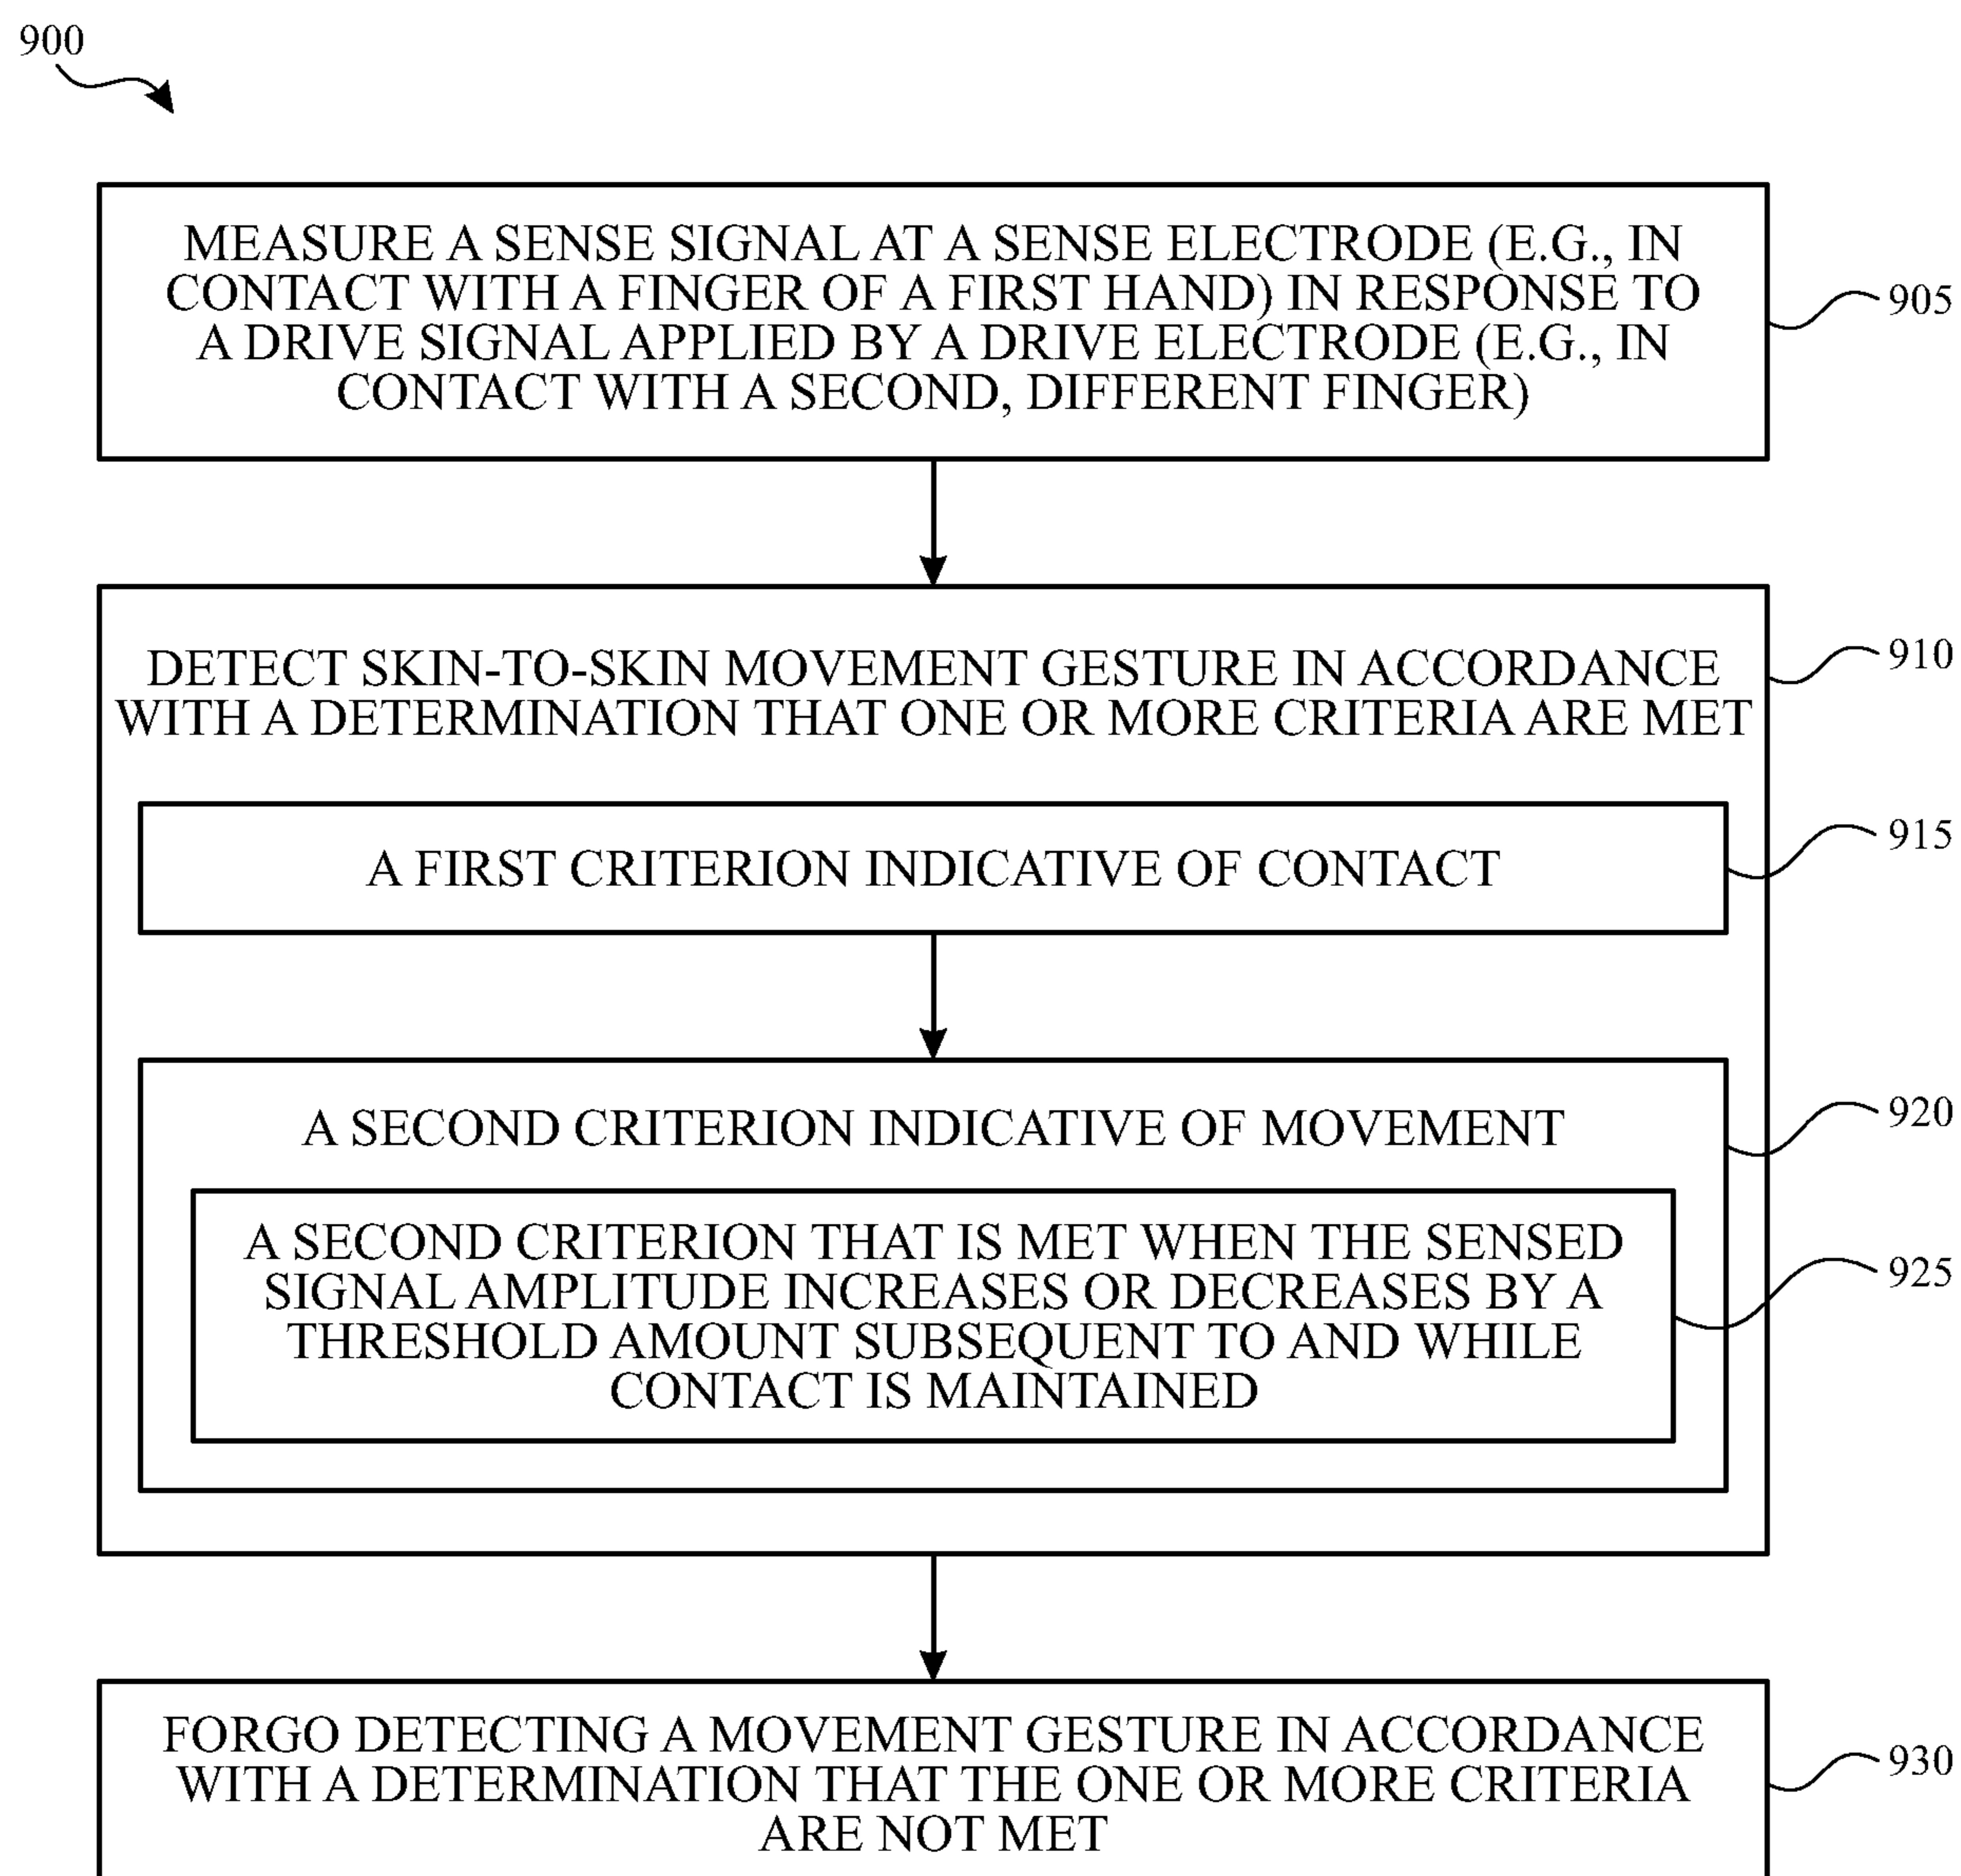 900
MEASURE A SENSE SIGNAL AT A SENSE ELECTRODE (E.G., IN
CONTACT WITH A FINGER OF A FIRST HAND) IN RESPONSE TO
A DRIVE SIGNAL APPLIED BY A DRIVE ELECTRODE (E.G., IN
CONTACT WITH A SECOND, DIFFERENT FINGER)
905
DETECT SKIN-TO-SKIN MOVEMENT GESTURE IN ACCORDANCE
WITH A DETERMINATION THAT ONE OR MORE CRITERIA ARE MET
910
A FIRST CRITERION INDICATIVE OF CONTACT
915
A SECOND CRITERION INDICATIVE OF MOVEMENT
920
A SECOND CRITERION THAT IS MET WHEN THE SENSED
SIGNAL AMPLITUDE INCREASES OR DECREASES BY A
THRESHOLD AMOUNT SUBSEQUENT TO AND WHILE
CONTACT IS MAINTAINED
925
FORGO DETECTING A MOVEMENT GESTURE IN ACCORDANCE
WITH A DETERMINATION THAT THE ONE OR MORE CRITERIA
ARE NOT MET
930